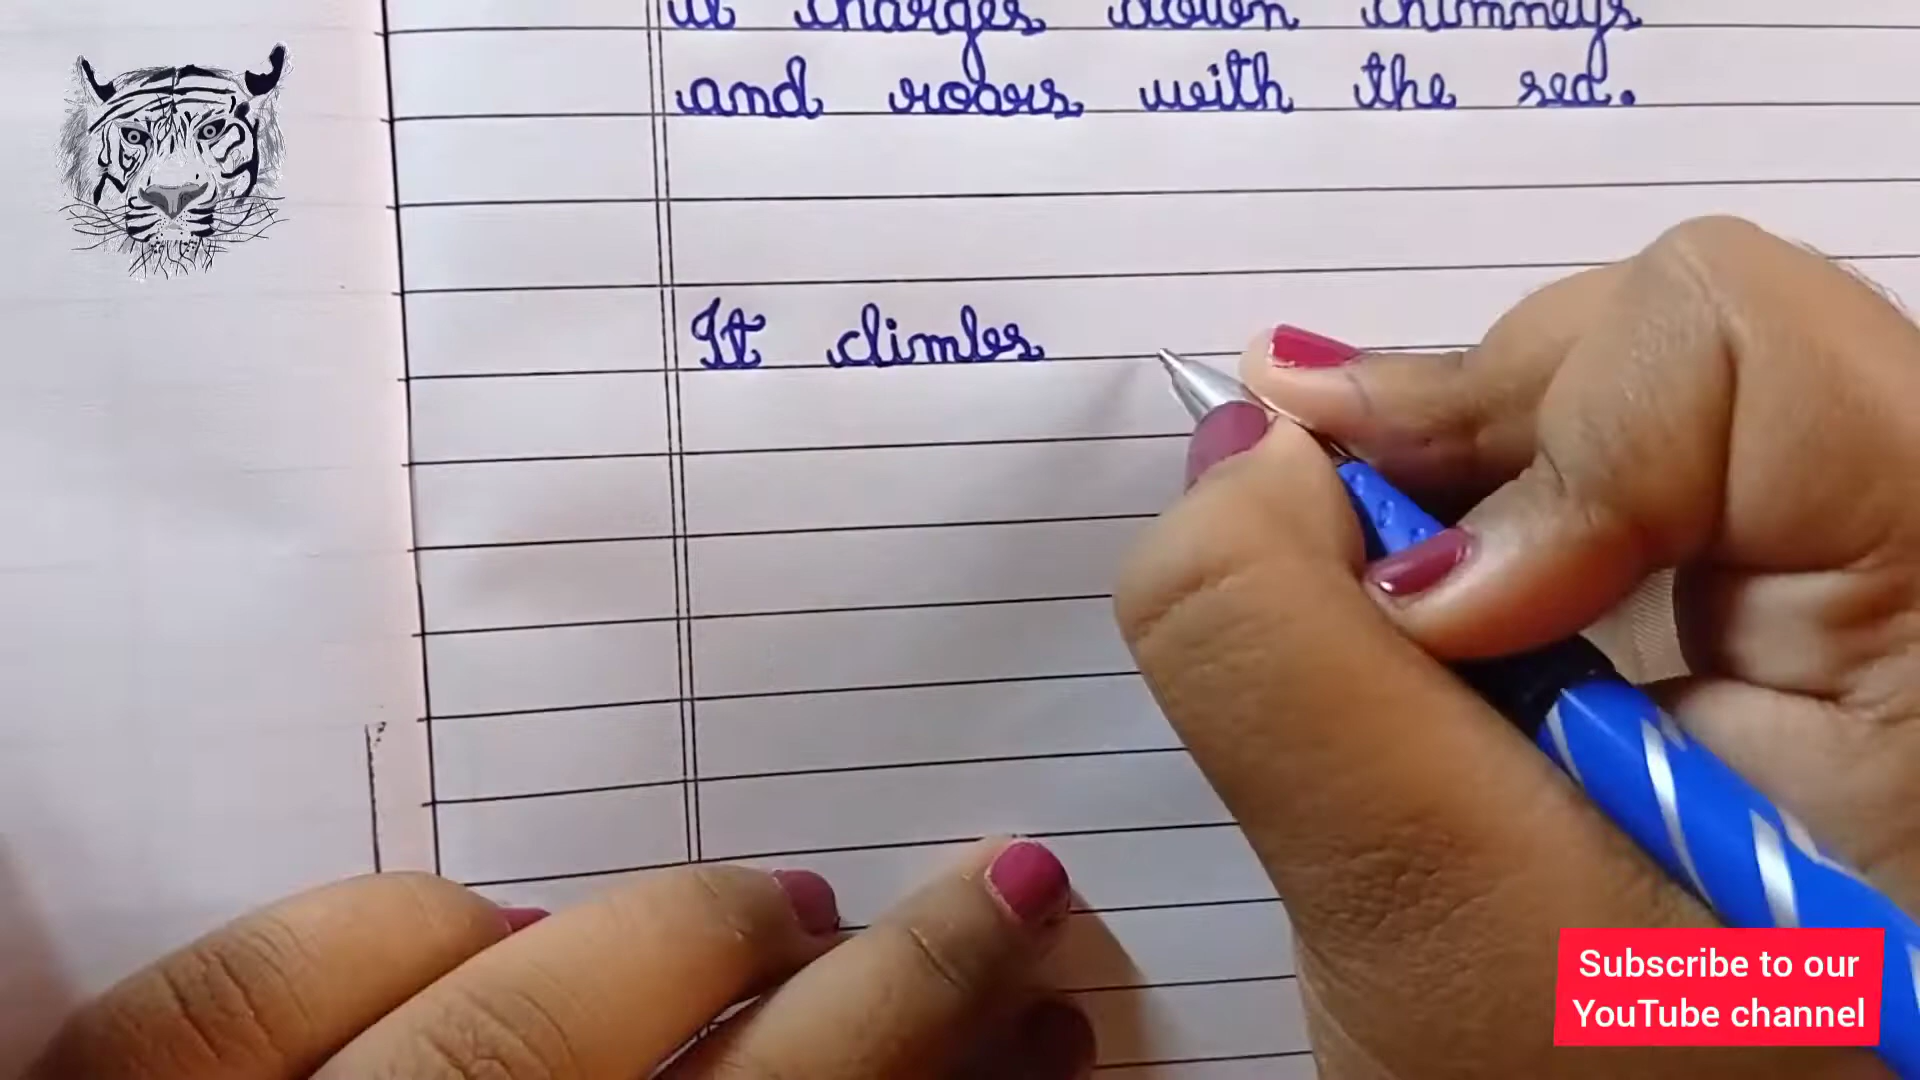 it charges down chimneys
and roars with the sea.
It climbs
Subscribe to our
YouTube channel